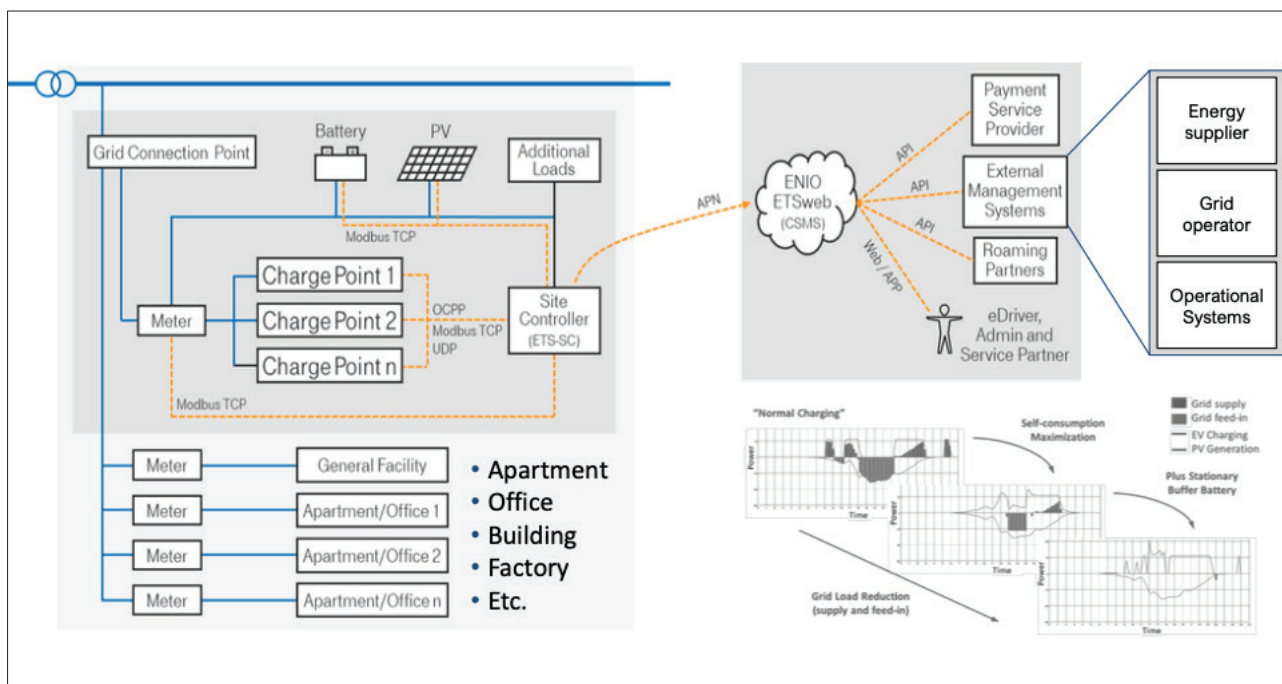 Grid Connection Point
Battery
PV
Additional
Loads
Modbus TCP
Charge Point 1
Charge Point 2
Charge Point n
Meter
OCPP
Modbus TCP
UDP
Site
Controller
(ETS-SC)
Modbus TCP
Meter
General Facility
Meter
Apartment/Office 1
Meter
Apartment/Office 2
Meter
Apartment/Office n
• Apartment
• Office
• Building
• Factory
• Etc.
APN
ENIO
ETSweb
(CSMS)
API
API
API
Web / APP
Payment
Service
Provider
External
Management
Systems
Roaming
Partners
eDriver,
Admin and
Service Partner
Energy
supplier
Grid
operator
Operational
Systems
"Normal Charging"
Power
Time
Self-consumption
Maximization
Power
Time
Plus Stationary
Buffer Battery
Power
Time
Grid Load Reduction
(supply and feed-in)
Grid supply
Grid feed-in
EV Charging
PV Generation